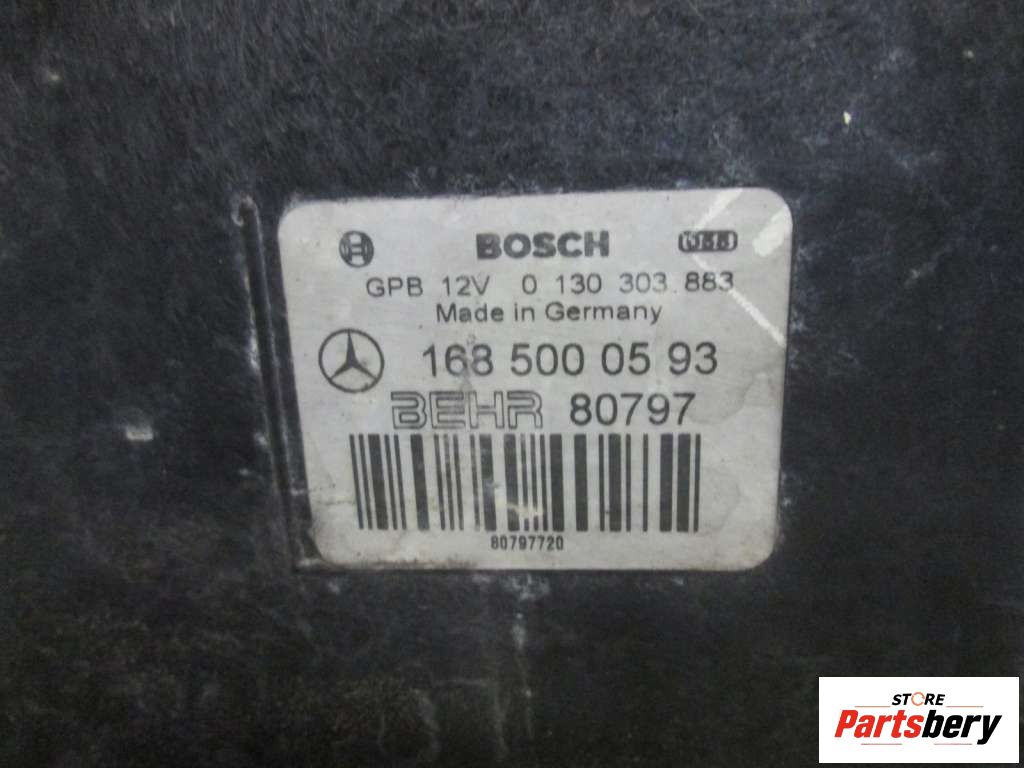 BOSCH
GPB 12V 0 130 303 883
Made in Germany
168 500 05 93
BEHR 80797
80797720
STORE
Partsbery